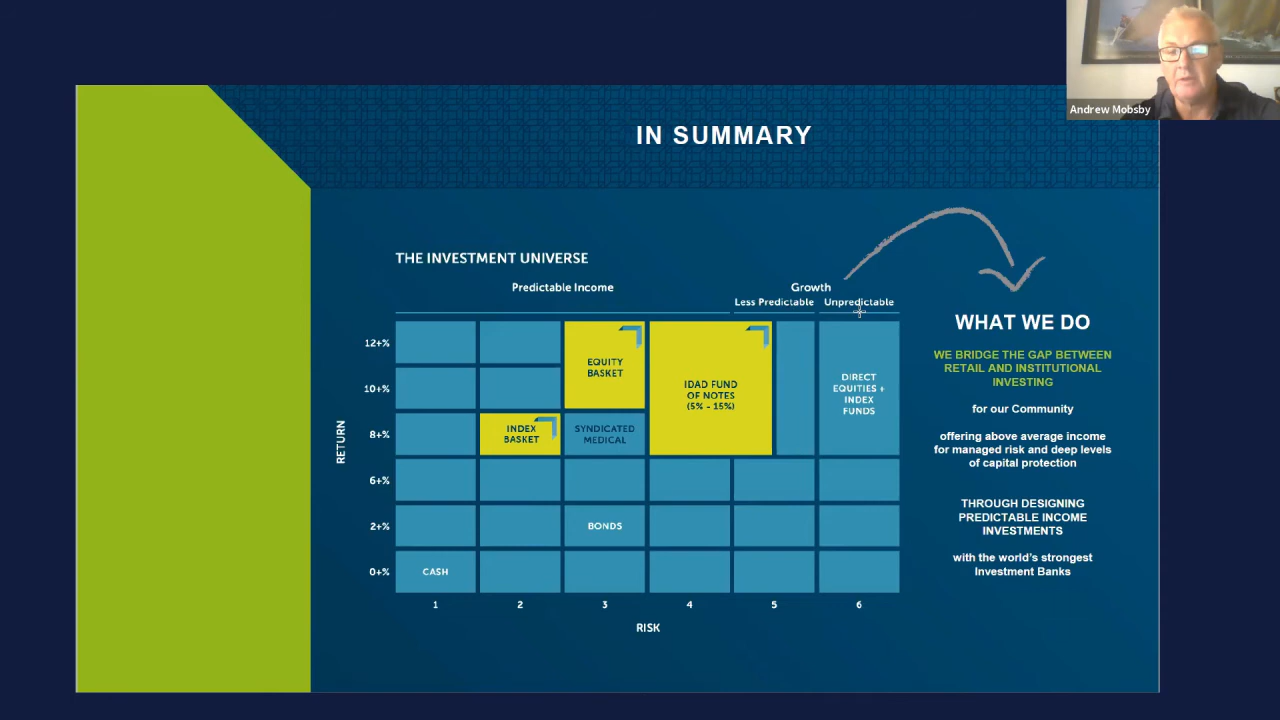 Andrew Mobsby
IN SUMMARY
THE INVESTMENT UNIVERSE
Predictable Income
Growth
Less Predictable
Unpredictable
RETURN
12+%
10+%
8+%
6+%
2+%
0+%
EQUITY
BASKET
IDAD FUND
OF NOTES
(5% - 15%)
DIRECT
EQUITIES +
INDEX
FUNDS
INDEX
BASKET
SYNDICATED
MEDICAL
BONDS
CASH
1
2
3
4
5
6
RISK
WHAT WE DO
WE BRIDGE THE GAP BETWEEN
RETAIL AND INSTITUTIONAL
INVESTING
for our Community
offering above average income
for managed risk and deep levels
of capital protection
THROUGH DESIGNING
PREDICTABLE INCOME
INVESTMENTS
with the world's strongest
Investment Banks